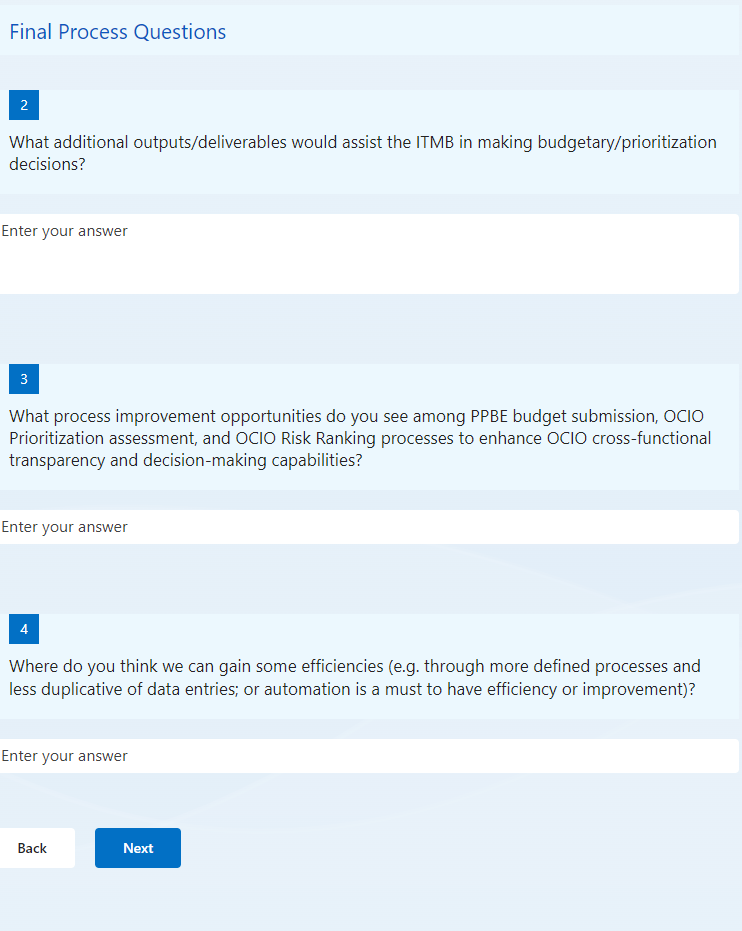 Final Process Questions
2
What additional outputs/deliverables would assist the ITMB in making budgetary/prioritization
decisions?
Enter your answer
3
What process improvement opportunities do you see among PPBE budget submission, OCIO
Prioritization assessment, and OCIO Risk Ranking processes to enhance OCIO cross-functional
transparency and decision-making capabilities?
Enter your answer
4
Where do you think we can gain some efficiencies (e.g. through more defined processes and
less duplicative of data entries; or automation is a must to have efficiency or improvement)?
Enter your answer
Back
Next